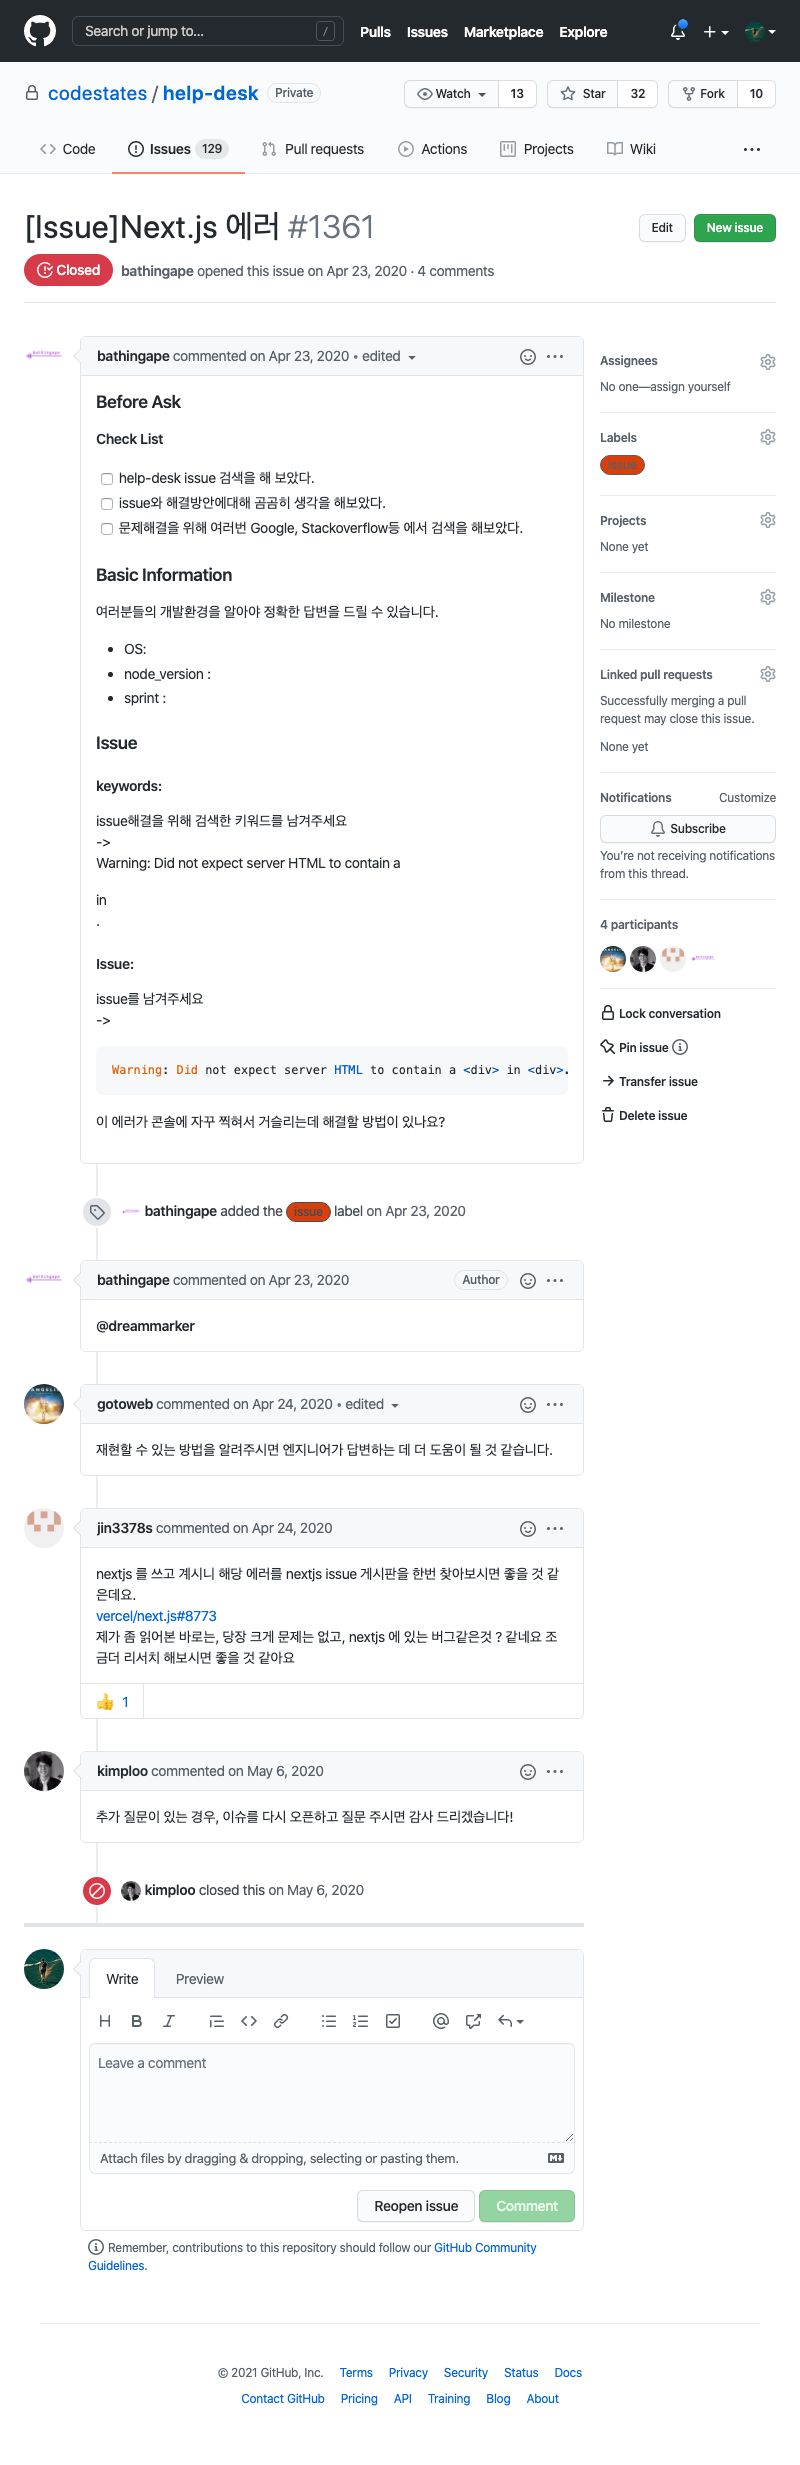 Search or jump to...
/
Pulls
Issues
Marketplace
Explore
codestates / help-desk
Private
Watch
13
Star
32
Fork
10
Code
Issues 129
Pull requests
Actions
Projects
Wiki
[Issue]Next.js 에러 #1361
Edit
New issue
Closed
bathingape opened this issue on Apr 23, 2020 · 4 comments
bathingape commented on Apr 23, 2020 • edited
Before Ask
Check List
help-desk issue 검색을 해 보았다.
issue와 해결방안에대해 곰곰히 생각을 해보았다.
문제해결을 위해 여러번 Google, Stackoverflow등 에서 검색을 해보았다.
Basic Information
여러분들의 개발환경을 알아야 정확한 답변을 드릴 수 있습니다.
OS:
node_version :
sprint :
Issue
keywords:
issue해결을 위해 검색한 키워드를 남겨주세요
->
Warning: Did not expect server HTML to contain a
in
.
Issue:
issue를 남겨주세요
->
Warning: Did not expect server HTML to contain a <div> in <div>.
이 에러가 콘솔에 자꾸 찍혀서 거슬리는데 해결할 방법이 있나요?
bathingape added the issue label on Apr 23, 2020
bathingape commented on Apr 23, 2020
Author
@dreammarker
gotoweb commented on Apr 24, 2020 • edited
재현할 수 있는 방법을 알려주시면 엔지니어가 답변하는 데 더 도움이 될 것 같습니다.
jin3378s commented on Apr 24, 2020
nextjs 를 쓰고 계시니 해당 에러를 nextjs issue 게시판을 한번 찾아보시면 좋을 것 같
은데요.
vercel/next.js#8773
제가 좀 읽어본 바로는, 당장 크게 문제는 없고, nextjs 에 있는 버그같은것 ? 같네요 조
금더 리서치 해보시면 좋을 것 같아요
👍 1
kimploo commented on May 6, 2020
추가 질문이 있는 경우, 이슈를 다시 오픈하고 질문 주시면 감사 드리겠습니다!
kimploo closed this on May 6, 2020
Write
Preview
Leave a comment
Attach files by dragging & dropping, selecting or pasting them.
Reopen issue
Comment
Remember, contributions to this repository should follow our GitHub Community
Guidelines.
Assignees
No one—assign yourself
Labels
issue
Projects
None yet
Milestone
No milestone
Linked pull requests
Successfully merging a pull
request may close this issue.
None yet
Notifications
Customize
Subscribe
You're not receiving notifications
from this thread.
4 participants
Lock conversation
Pin issue
Transfer issue
Delete issue
© 2021 GitHub, Inc.
Terms
Privacy
Security
Status
Docs
Contact GitHub
Pricing
API
Training
Blog
About